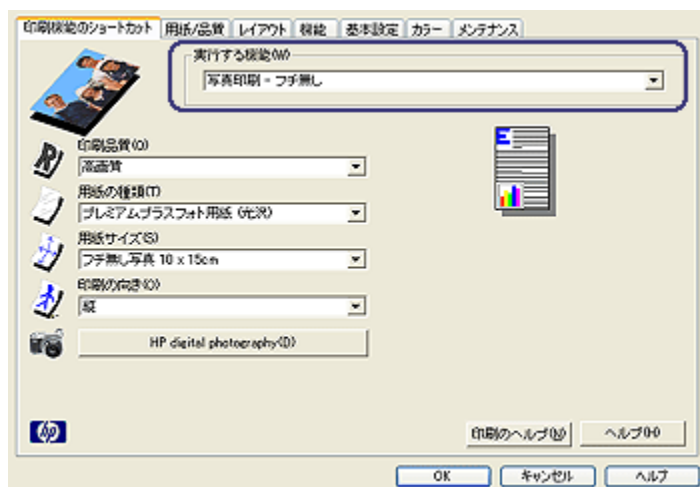 印刷機能のショートカット 用紙/品質 レイアウト 機能 基本設定 カラー メンテナンス
実行する機能(W)
写真印刷 - フチ無し
印刷品質(Q)
高画質
用紙の種類(T)
プレミアムプラスフォト用紙 (光沢)
用紙サイズ(S)
フチ無し写真 10 x 15cm
印刷の向き(O)
縦
HP digital photography(D)
hp
印刷のヘルプ(N) ヘルプ(H)
OK キャンセル ヘルプ